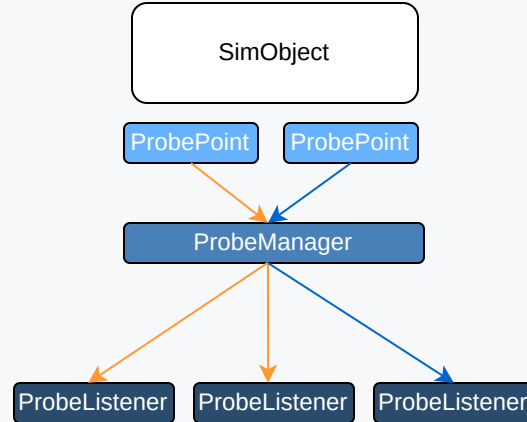 SimObject
ProbePoint
ProbePoint
ProbeManager
ProbeListener
ProbeListener
ProbeListener